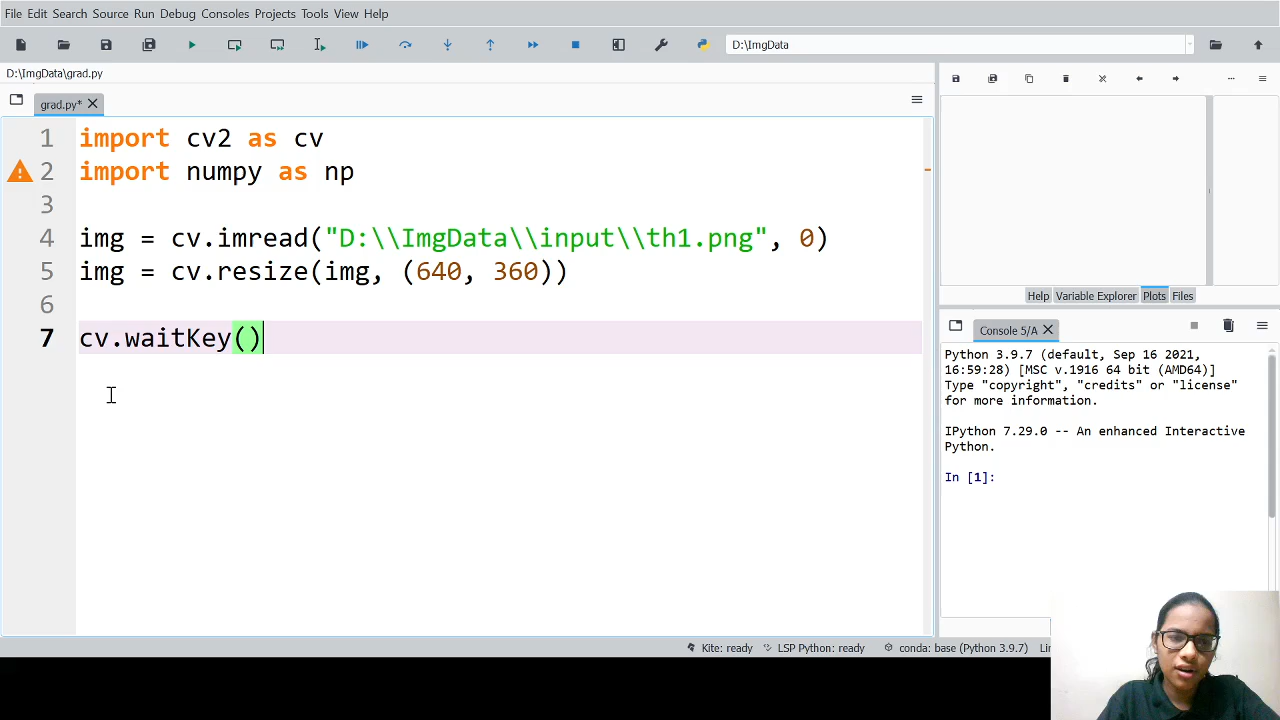 File Edit Search Source Run Debug Consoles Projects Tools View Help
D:\ImgData
D:\ImgData\grad.py
grad.py*
1 import cv2 as cv
2 import numpy as np
3
4 img = cv.imread("D:\\ImgData\\input\\th1.png", 0)
5 img = cv.resize(img, (640, 360))
6
7 cv.waitKey()
Help Variable Explorer Plots Files
Console 5/A
Python 3.9.7 (default, Sep 16 2021,
16:59:28) [MSC v.1916 64 bit (AMD64)]
Type "copyright", "credits" or "license"
for more information.
IPython 7.29.0 -- An enhanced Interactive
Python.
In [1]:
Kite: ready LSP Python: ready conda: base (Python 3.9.7)